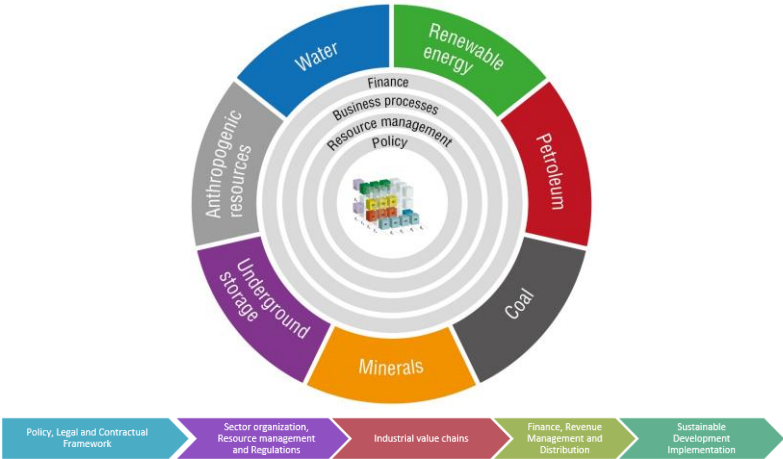 Water
Renewable
energy
Petroleum
Coal
Minerals
Underground
storage
Anthropogenic
resources
Finance
Business processes
Resource management
Policy
Policy, Legal and Contractual
Framework
Sector organization,
Resource management
and Regulations
Industrial value chains
Finance, Revenue
Management and
Distribution
Sustainable
Development
Implementation